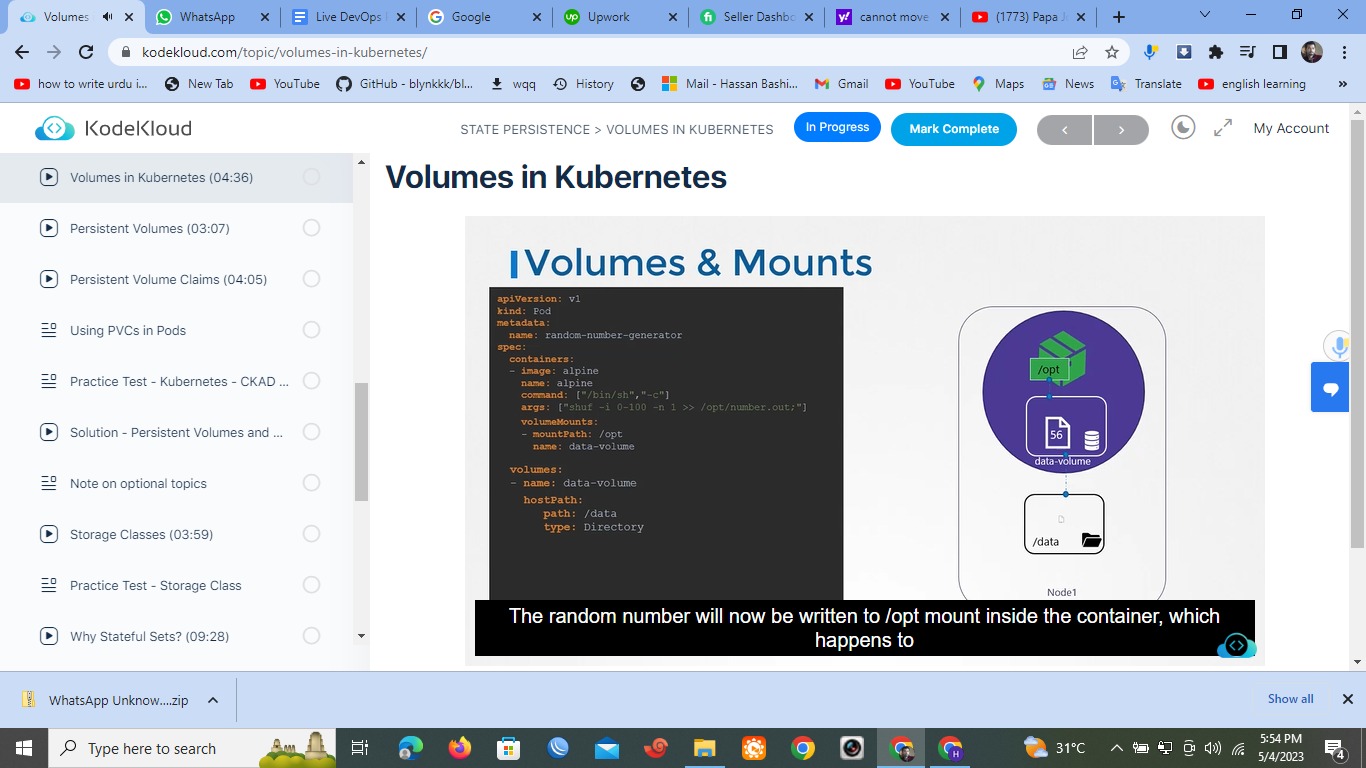 Volumes
WhatsApp
Live DevOps
Google
Upwork
Seller Dashbo
cannot move
(1773) Papa J
kodekloud.com/topic/volumes-in-kubernetes/
how to write urdu i...
New Tab
YouTube
GitHub - blynkkk/bl...
wqq
History
Mail - Hassan Bashi...
Gmail
YouTube
Maps
News
Translate
english learning
»
KodeKloud
STATE PERSISTENCE > VOLUMES IN KUBERNETES
In Progress
Mark Complete
<
>
My Account
Volumes in Kubernetes (04:36)
Persistent Volumes (03:07)
Persistent Volume Claims (04:05)
Using PVCs in Pods
Practice Test - Kubernetes - CKAD ...
Solution - Persistent Volumes and ...
Note on optional topics
Storage Classes (03:59)
Practice Test - Storage Class
Why Stateful Sets? (09:28)
Volumes in Kubernetes
Volumes & Mounts
apiVersion: v1
kind: Pod
metadata:
name: random-number-generator
spec:
containers:
- image: alpine
name: alpine
command: ["/bin/sh","-c"]
args: ["shuf -i 0-100 -n 1 >> /opt/number.out;"]
volumeMounts:
- mountPath: /opt
name: data-volume
volumes:
- name: data-volume
hostPath:
path: /data
type: Directory
/opt
56
data-volume
/data
Node1
The random number will now be written to /opt mount inside the container, which
happens to
WhatsApp Unknow....zip
Show all
Type here to search
H
31°C
5:54 PM
5/4/2023
4